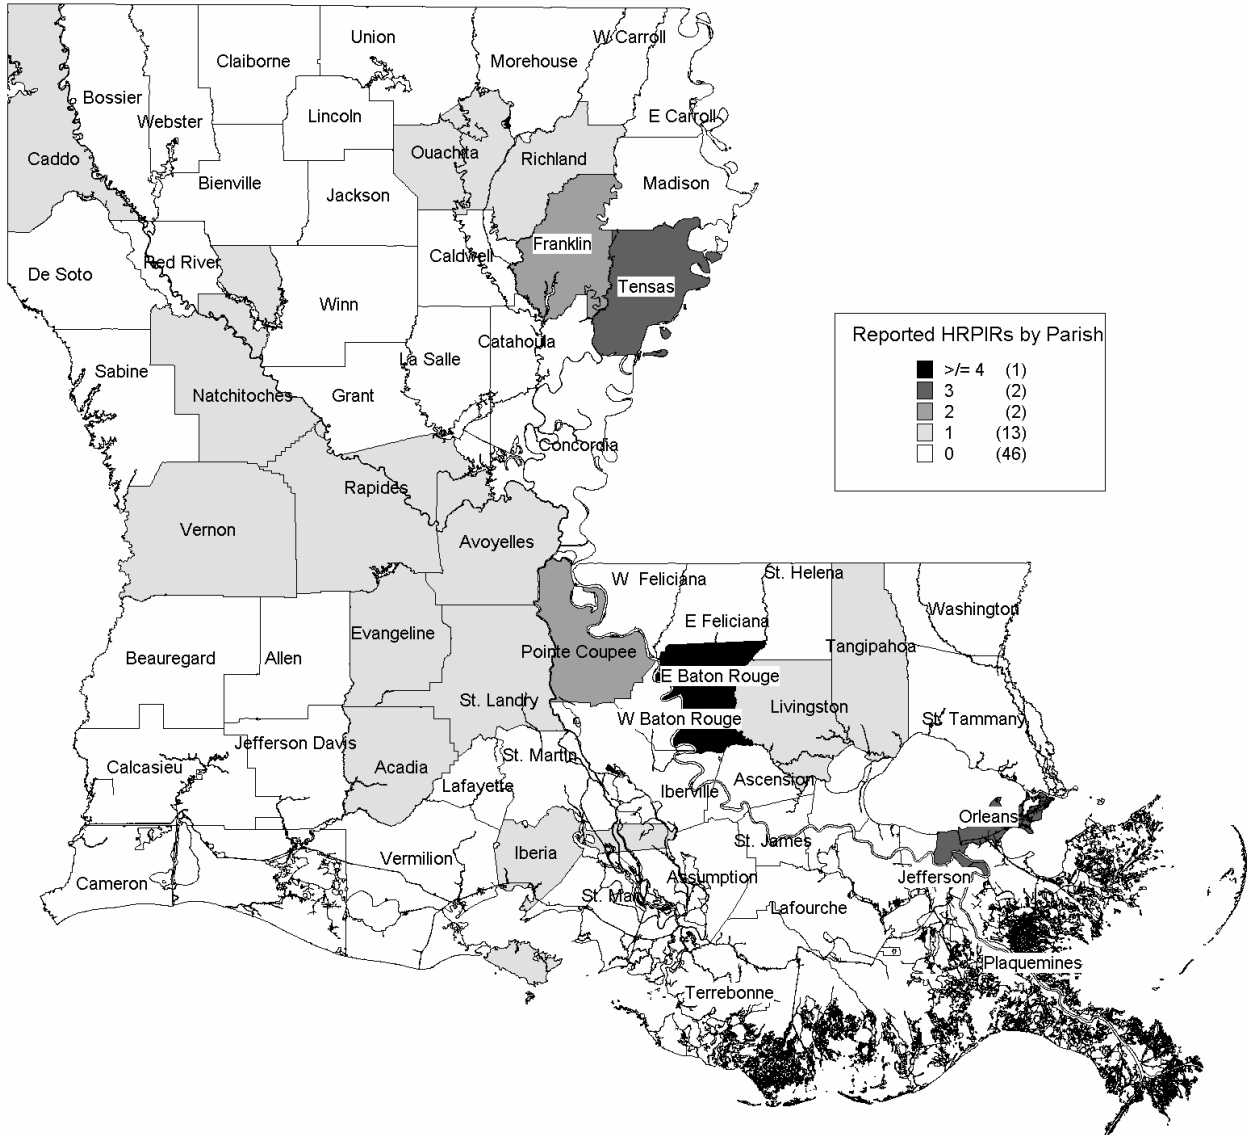 Union
W Carroll
Claiborne
Morehouse
Bossier
Webster
Lincoln
E Carroll
Caddo
Ouachita
Richland
Bienville
Jackson
Madison
Franklin
Caldwell
Red River
De Soto
Tensas
Winn
Reported HRPIRs by Parish
>/= 4 (1)
3 (2)
2 (2)
1 (13)
0 (46)
Catahoula
La Salle
Sabine
Natchitoches
Grant
Concordia
Rapides
Vernon
Avoyelles
St. Helena
W Feliciana
Washington
E Feliciana
Evangeline
Tangipahoa
Pointe Coupee
Beauregard
Allen
E Baton Rouge
St. Landry
Livingston
W Baton Rouge
St. Tammany
Jefferson Davis
St. Martin
Calcasieu
Acadia
Ascension
Lafayette
Iberville
Orleans
St. James
Iberia
Vermilion
Assumption
Jefferson
Cameron
Lafourche
Plaquemines
Terrebonne